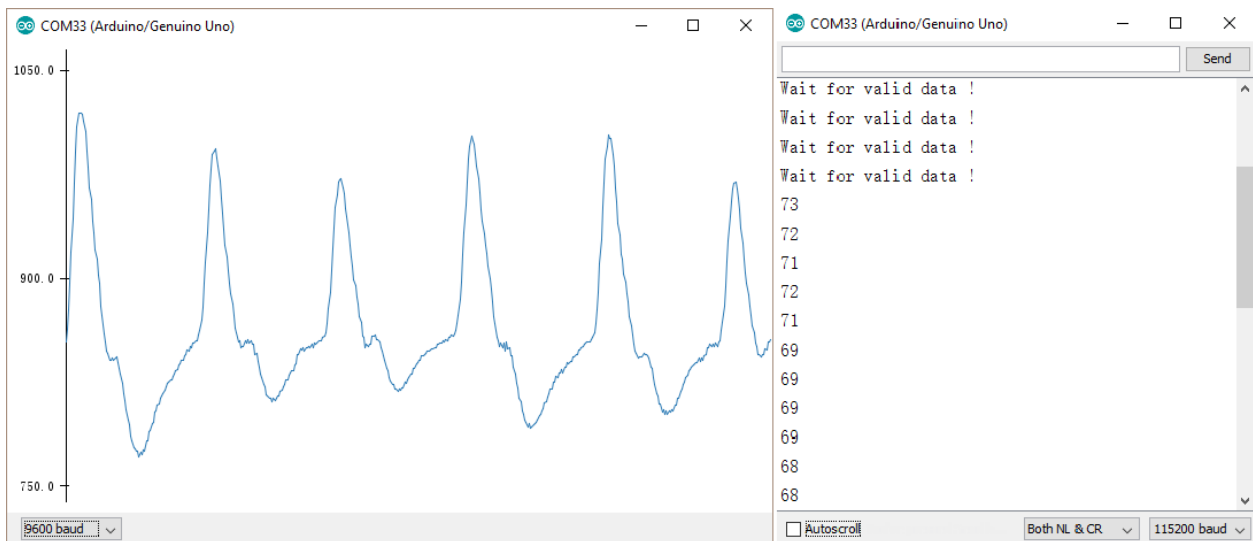 COM33 (Arduino/Genuino Uno)
1050.0
900.0
750.0
9600 baud
COM33 (Arduino/Genuino Uno)
Send
Wait for valid data !
Wait for valid data !
Wait for valid data !
Wait for valid data !
73
72
71
72
71
69
69
69
69
68
68
Autoscroll
Both NL & CR
115200 baud